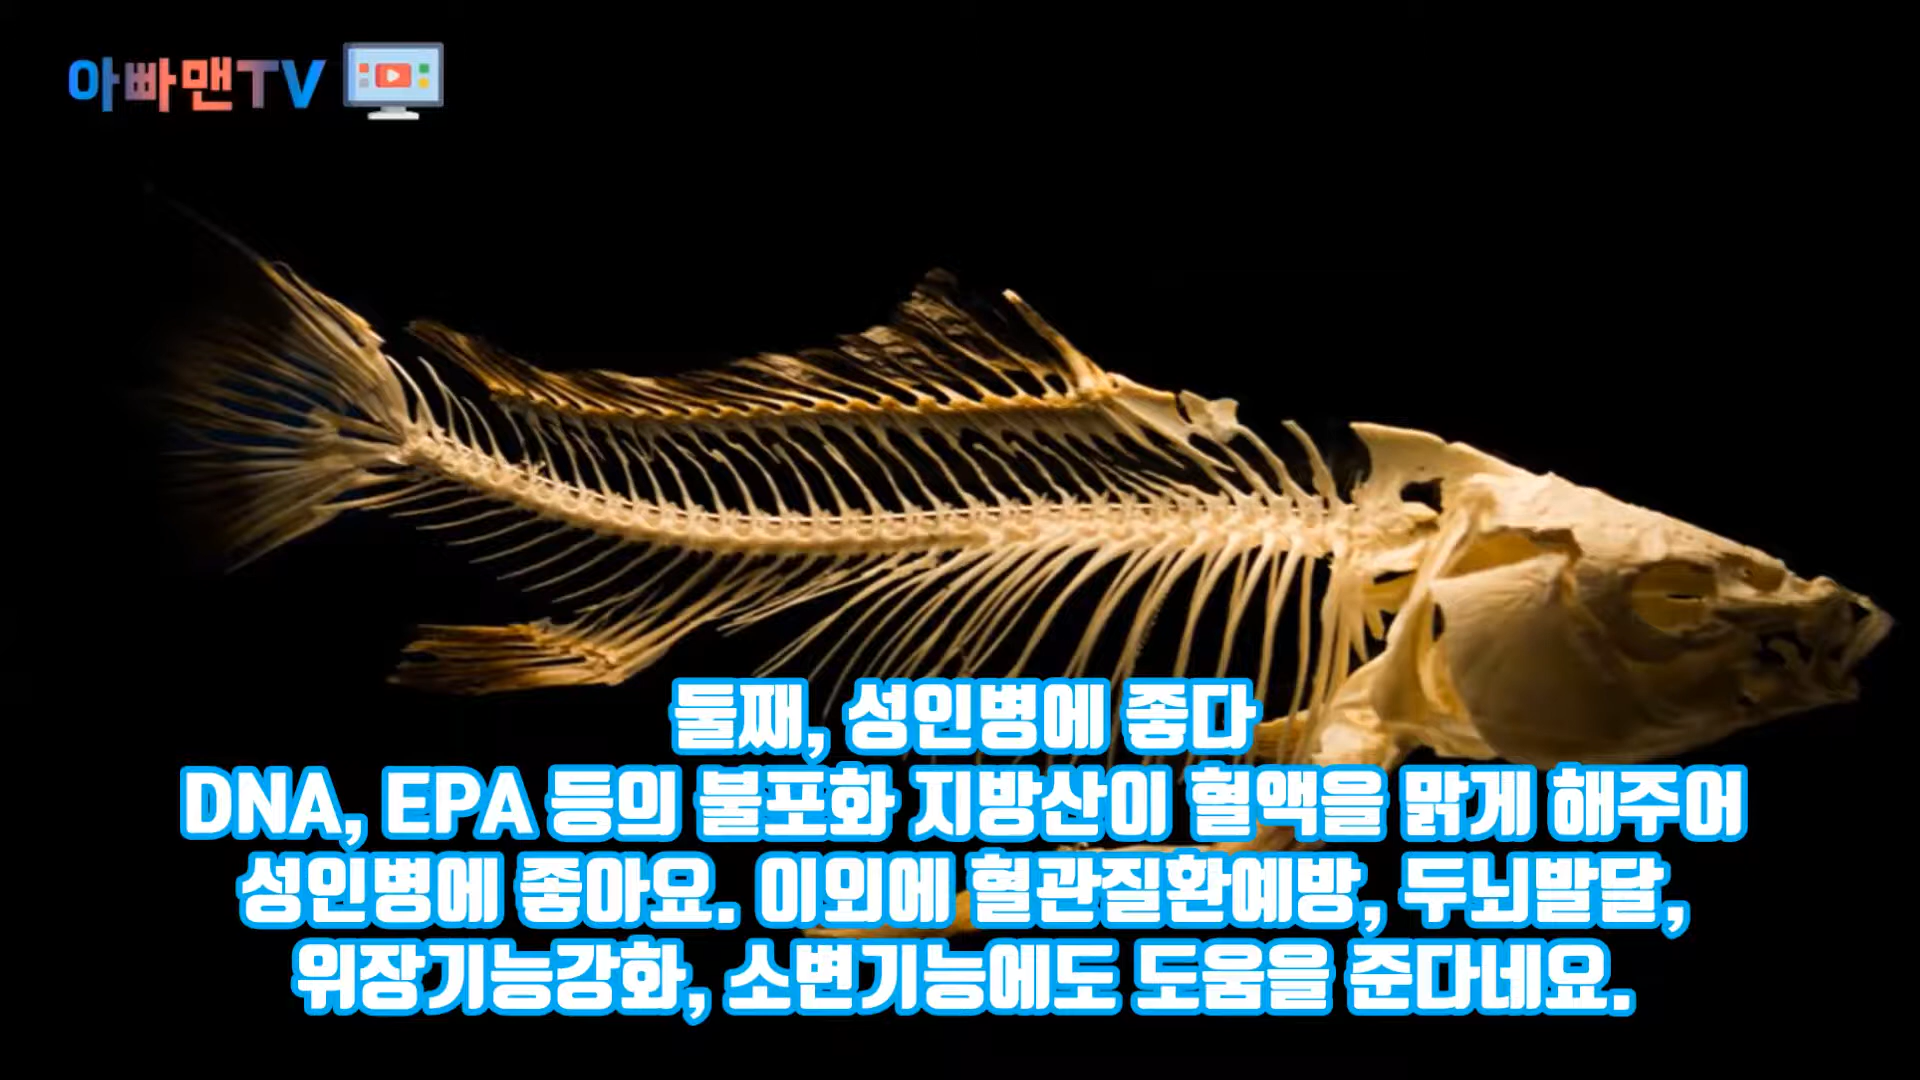 아빠맨TV
둘째, 성인병에 좋다
DNA, EPA 등의 불포화 지방산이 혈액을 맑게 해주어
성인병에 좋아요. 이외에 혈관질환예방, 두뇌발달,
위장기능강화, 소변기능에도 도움을 준다네요.